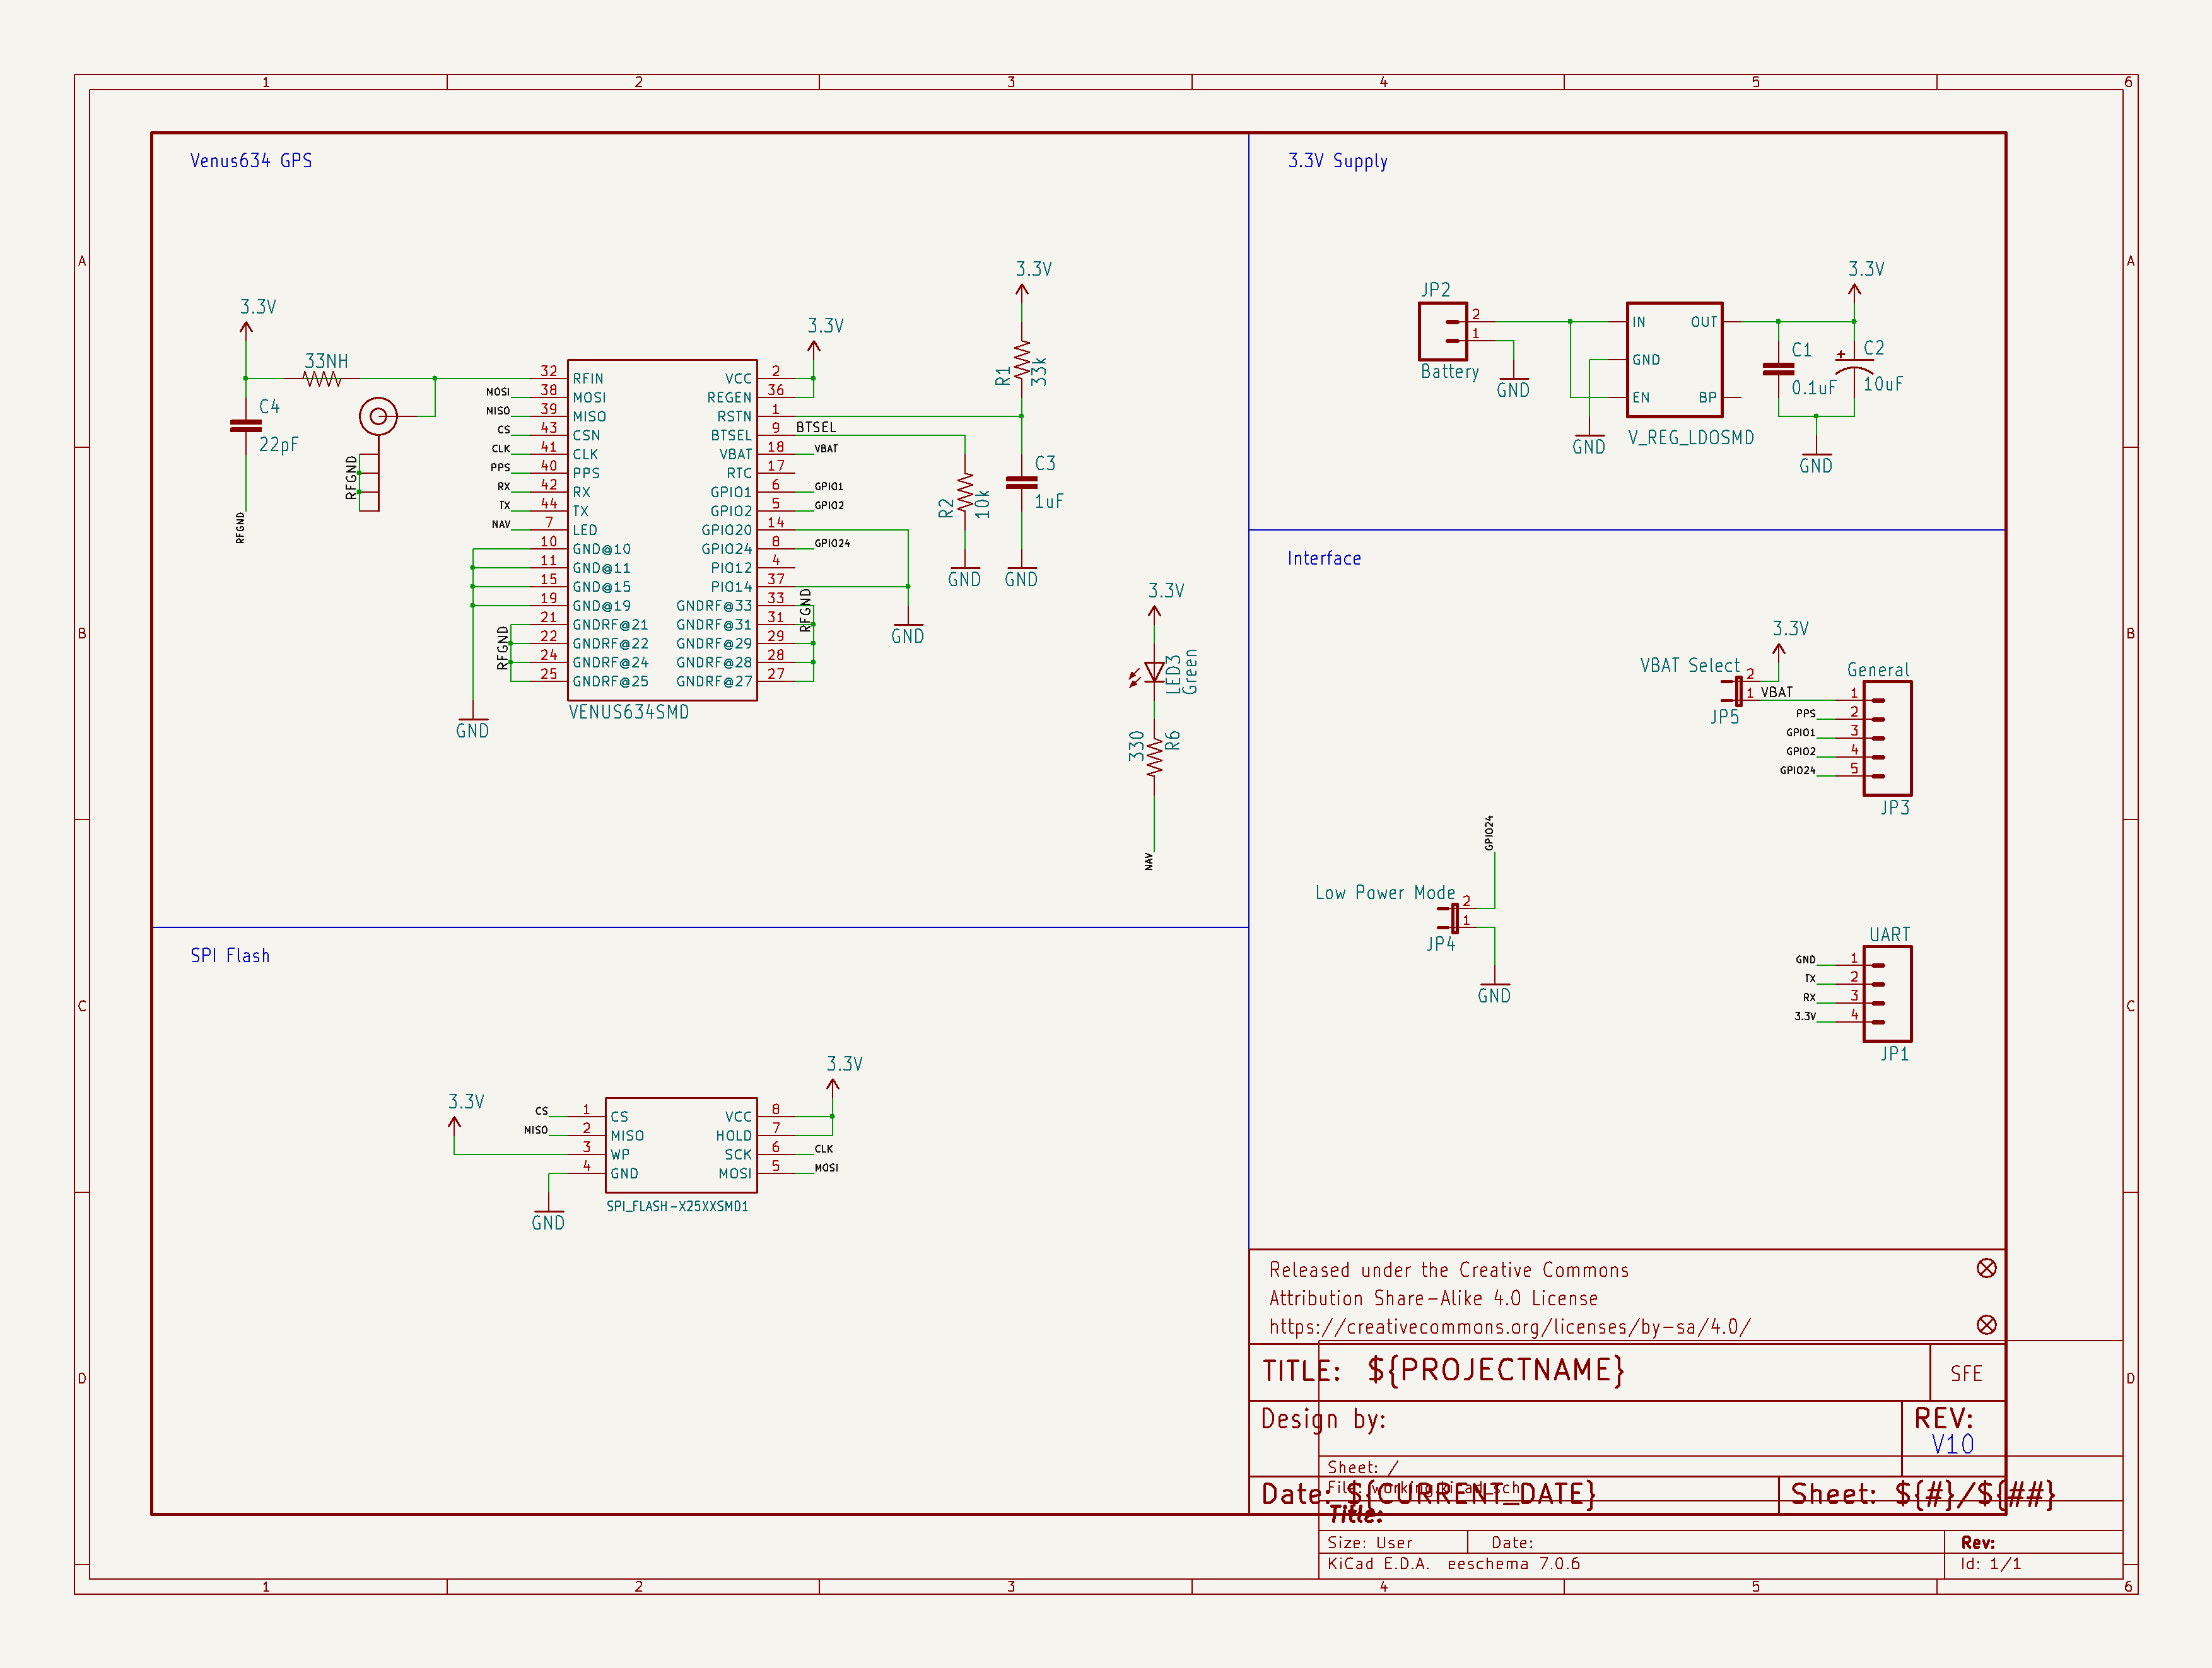 1 2 3 4 5 6
A A
B B
C C
D D
Venus634 GPS
3.3V
33NH
C4
22pF
RFGND
RFGND
MOSI 38 MOSI
32 RFIN
MISO 39 MISO
CS 43 CSN
CLK 41 CLK
PPS 40 PPS
RX 42 RX
TX 44 TX
NAV 7 LED
10 GND@10
11 GND@11
15 GND@15
19 GND@19
21 GNDRF@21
22 GNDRF@22
24 GNDRF@24
25 GNDRF@25
RFGND
GND
VENUS634SMD
3.3V
VCC 2
REGEN 36
RSTN 1
BTSEL 9 BTSEL
VBAT 18 VBAT
RTC 17
GPIO1 6 GPIO1
GPIO2 5 GPIO2
GPIO20 14
GPIO24 8 GPIO24
PIO12 4
PIO14 37
GNDRF@33 33
GNDRF@31 31
GNDRF@29 29
GNDRF@28 28
GNDRF@27 27
RFGND
GND
3.3V
R1
33k
R2
10k
C3
1uF
GND
GND
3.3V
LED3
Green
330
R6
NAV
3.3V Supply
JP2
2
1
Battery
GND
IN OUT
GND
EN BP
V_REG_LDOSMD
GND
3.3V
C1
0.1uF
C2
10uF
GND
Interface
3.3V
VBAT Select
2
1 VBAT
JP5
General
1
PPS 2
GPIO1 3
GPIO2 4
GPIO24 5
JP3
GPIO24
Low Power Mode
2
1
JP4
GND
UART
GND 1
TX 2
RX 3
3.3V 4
JP1
SPI Flash
3.3V
CS 1 CS
MISO 2 MISO
3 WP
4 GND
GND
3.3V
VCC 8
HOLD 7
SCK 6 CLK
MOSI 5 MOSI
SPI_FLASH-X25XXSMD1
Released under the Creative Commons
Attribution Share-Alike 4.0 License
https://creativecommons.org/licenses/by-sa/4.0/
TITLE: ${PROJECTNAME}
SFE
Design by:
REV:
V10
Sheet: /
File: working.kicad_sch
Date: ${CURRENT_DATE}
Sheet: ${#}/${##}
Title:
Size: User Date: Rev:
KiCad E.D.A. eeschema 7.0.6 Id: 1/1
1 2 3 4 5 6